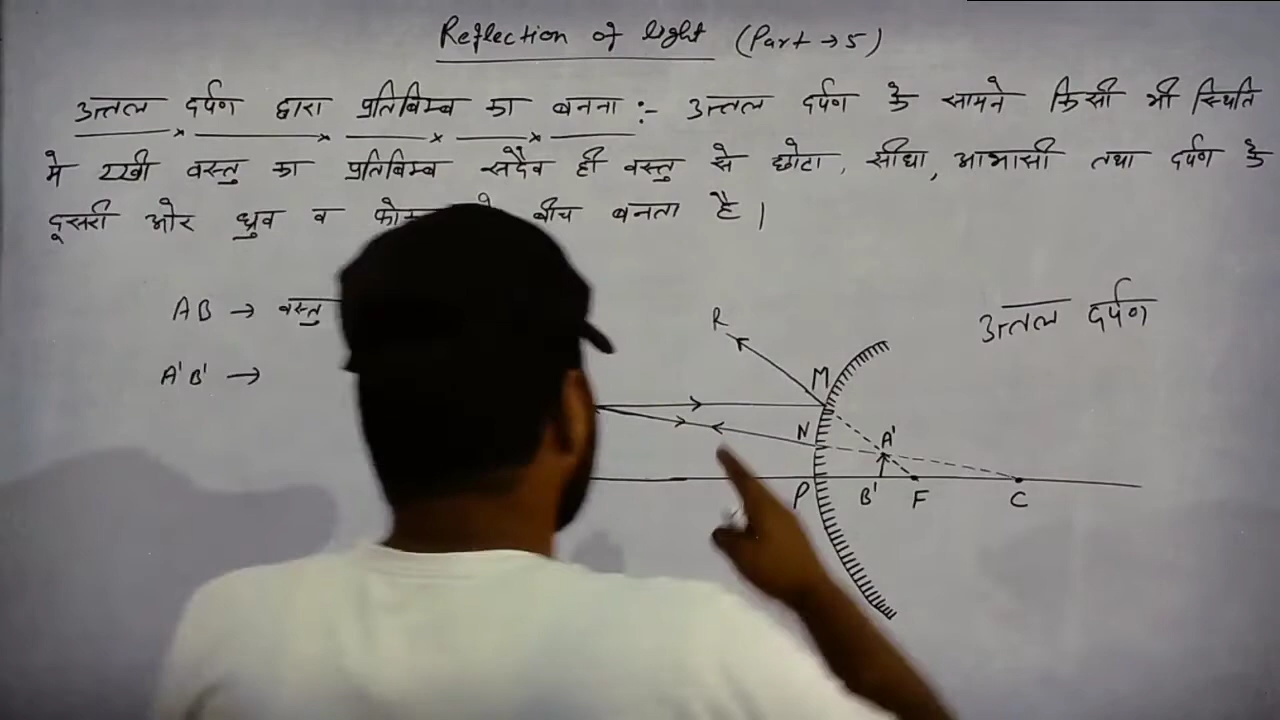 Reflection of light (Part → 5)
उत्तल दर्पण द्वारा प्रतिबिम्ब का बनना :- उत्तल दर्पण के सामने किसी भी स्थिति
मे रखी वस्तु का प्रतिबिम्ब सदैव ही वस्तु से छोटा, सीधा, आभासी तथा दर्पण के
दूसरी ओर ध्रुव व बीच बनता है।
AB → वस्तु
A'B' →
उत्तल दर्पण
R
M
N
A'
P
B'
F
C